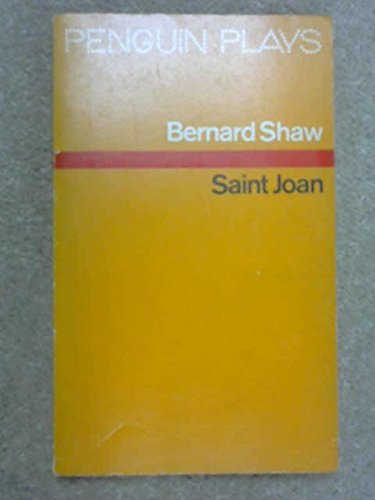 PENGUIN PLAYS
Bernard Shaw
Saint Joan